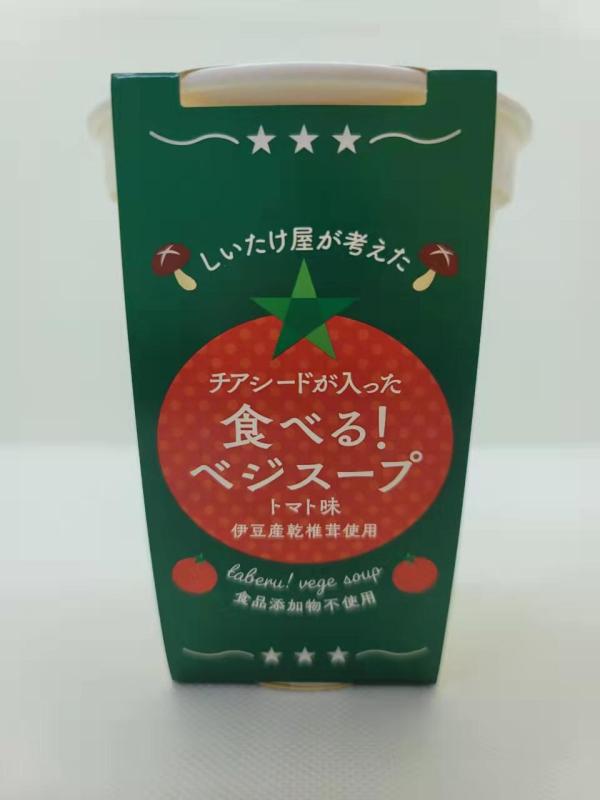 しいたけ屋が考えた
チアシードが入った
食べる!
ベジスープ
トマト味
伊豆産乾椎茸使用
taberu! vege soup
食品添加物不使用